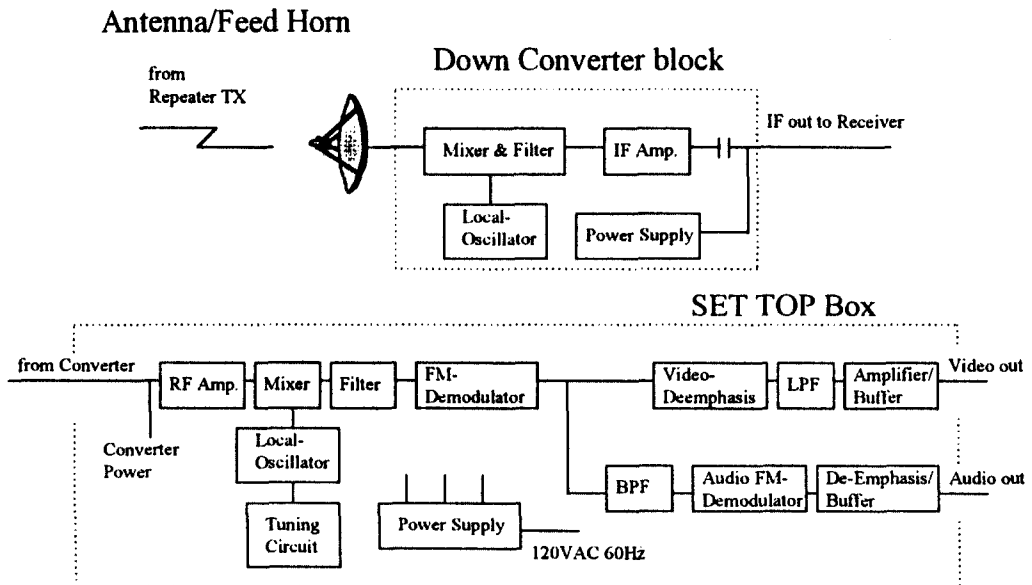 Antenna/Feed Horn
from
Repeater TX
Down Converter block
IF out to Receiver
Mixer & Filter
IF Amp.
Local-
Oscillator
Power Supply
SET TOP Box
from Converter
RF Amp.
Mixer
Filter
FM-
Demodulator
Video-
Deemphasis
LPF
Amplifier/
Buffer
Video out
Converter
Power
Local-
Oscillator
Tuning
Circuit
Power Supply
120VAC 60Hz
BPF
Audio FM-
Demodulator
De-Emphasis/
Buffer
Audio out